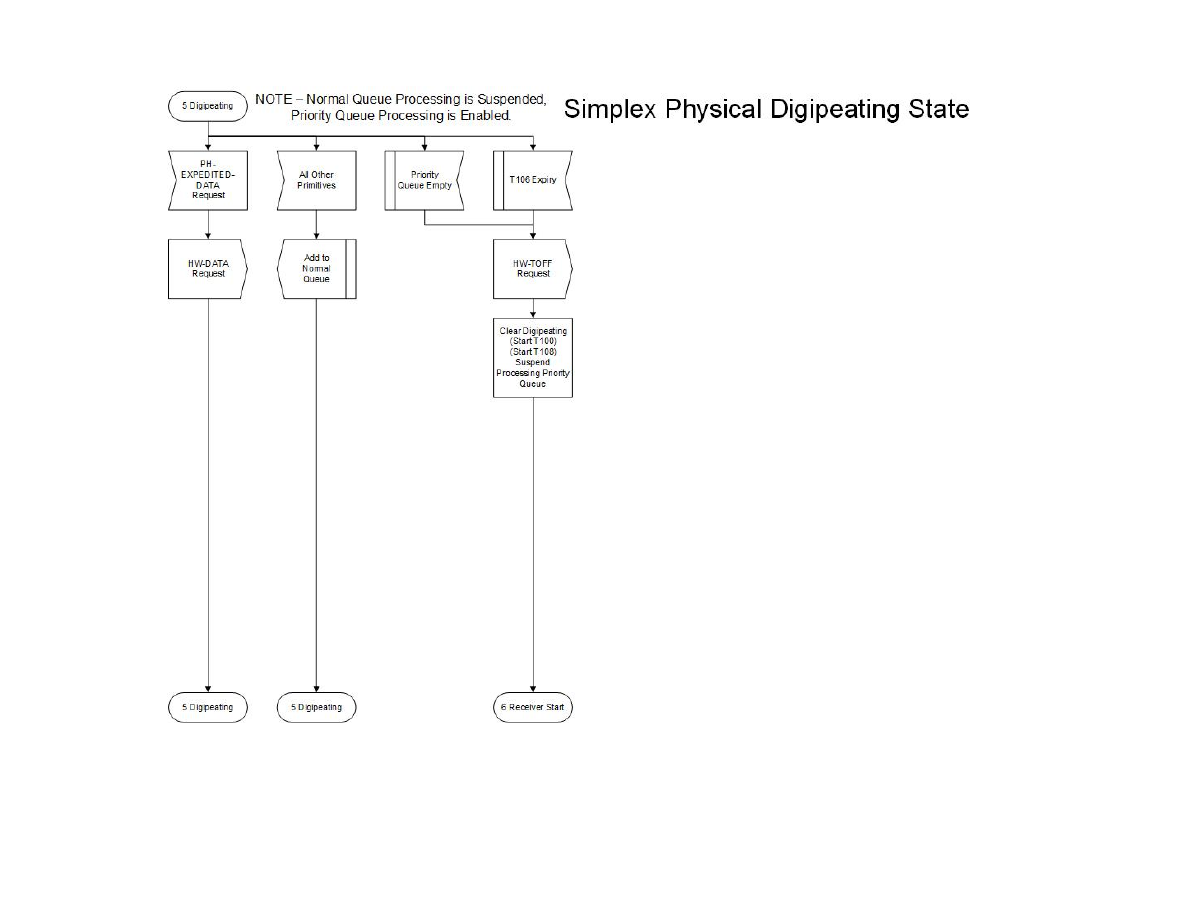 5 Digipeating
NOTE – Normal Queue Processing is Suspended,
Priority Queue Processing is Enabled.
Simplex Physical Digipeating State
PH-
EXPEDITED-
DATA
Request
All Other
Primitives
Priority
Queue Empty
T106 Expiry
HW-DATA
Request
Add to
Normal
Queue
HW-TOFF
Request
Clear Digipeating
(Start T100)
(Start T108)
Suspend
Processing Priority
Queue
5 Digipeating
5 Digipeating
6 Receiver Start